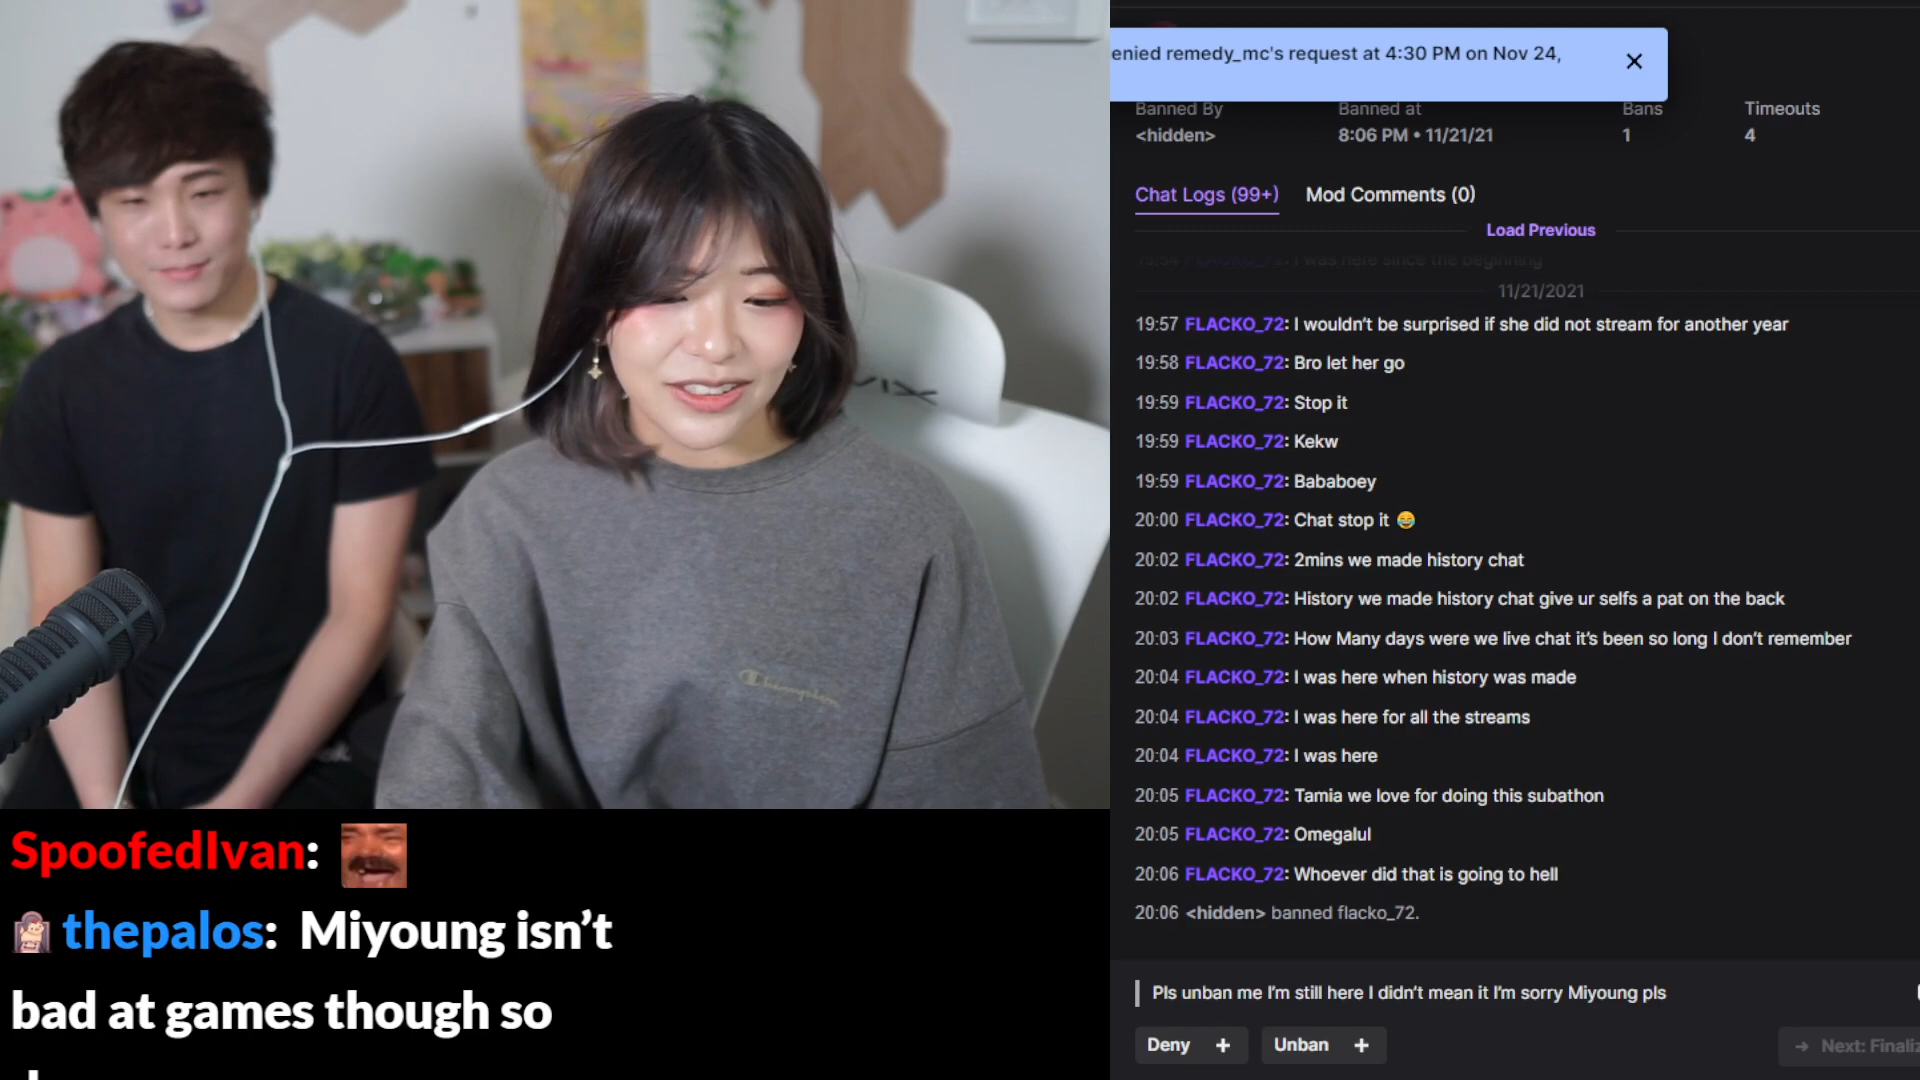 enied remedy_mc's request at 4:30 PM on Nov 24,
Banned By
Banned at
Bans
Timeouts
<hidden>
8:06 PM • 11/21/21
1
4
Chat Logs (99+)
Mod Comments (0)
Load Previous
15:54 FLACKO_72: I was here since the beginning
11/21/2021
19:57 FLACKO_72: I wouldn't be surprised if she did not stream for another year
19:58 FLACKO_72: Bro let her go
19:59 FLACKO_72: Stop it
19:59 FLACKO_72: Kekw
19:59 FLACKO_72: Bababoey
20:00 FLACKO_72: Chat stop it 😂
20:02 FLACKO_72: 2mins we made history chat
20:02 FLACKO_72: History we made history chat give ur selfs a pat on the back
20:03 FLACKO_72: How Many days were we live chat it's been so long I don't remember
20:04 FLACKO_72: I was here when history was made
20:04 FLACKO_72: I was here for all the streams
20:04 FLACKO_72: I was here
20:05 FLACKO_72: Tamia we love for doing this subathon
20:05 FLACKO_72: Omegalul
20:06 FLACKO_72: Whoever did that is going to hell
20:06 <hidden> banned flacko_72.
Pls unban me I'm still here I didn't mean it I'm sorry Miyoung pls
Deny +
Unban +
→ Next: Finaliz
Champion
SpoofedIvan:
thepalos: Miyoung isn't
bad at games though so